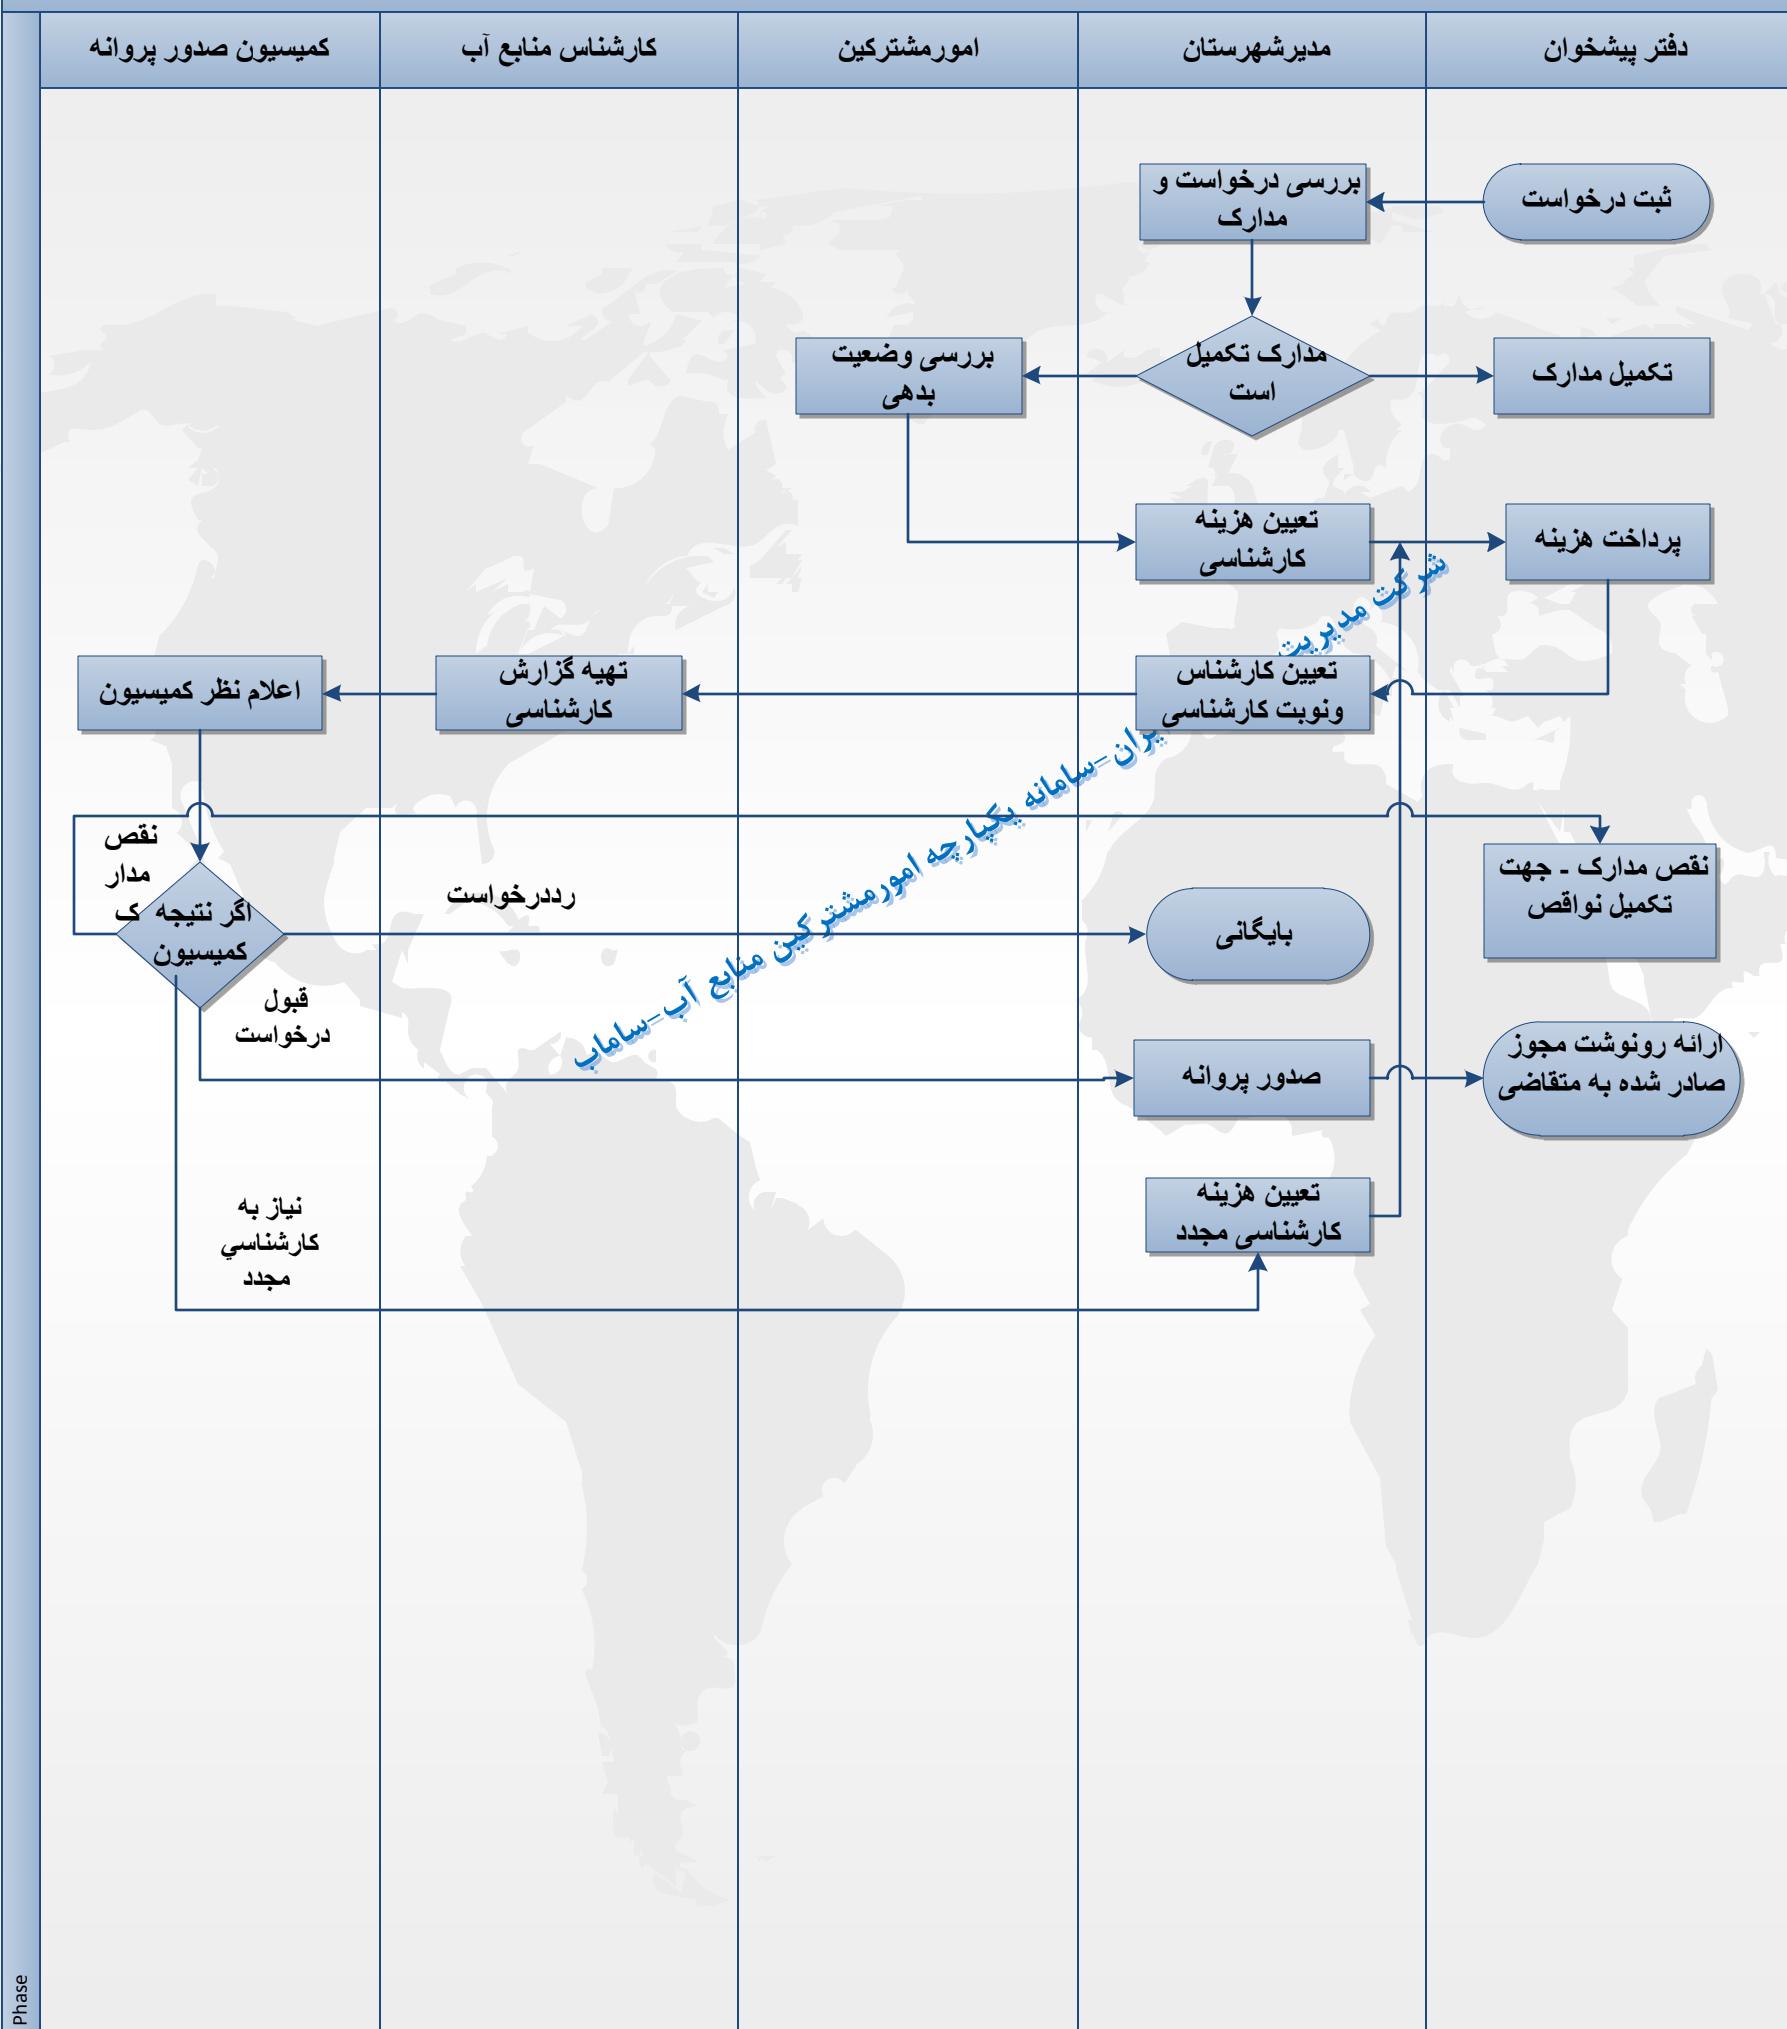 دفتر پیشخوان
مدیرشهرستان
امورمشترکین
کارشناس منابع آب
کمیسیون صدور پروانه
ثبت درخواست
بررسی درخواست و
مدارک
مدارک تکمیل
است
تکمیل مدارک
بررسی وضعیت
بدهی
تعیین هزینه
کارشناسی
پرداخت هزینه
تعیین کارشناس
ونوبت کارشناسی
تهیه گزارش
کارشناسی
اعلام نظر کمیسیون
نقص
مدار
ک
اگر نتیجه
کمیسیون
نقص مدارک - جهت
تکمیل نواقص
رددرخواست
بایگانی
قبول
درخواست
صدور پروانه
ارائه رونوشت مجوز
صادر شده به متقاضی
نیاز به
کارشناسي
مجدد
تعیین هزینه
کارشناسی مجدد
شرکت مدیریت
ایران-سامانه یکپارچه امورمشترکین منابع آب-ساماب
Phase